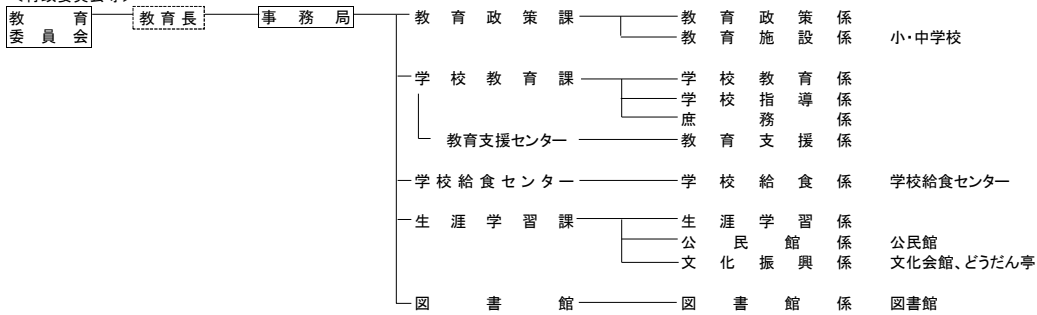 教育委員会 教育長 事務局 教育政策課 教育政策係
教育施設係 小・中学校
学校教育課 学校教育係
学校指導係
庶務係
教育支援センター 教育支援係
学校給食センター 学校給食係 学校給食センター
生涯学習課 生涯学習係
公民館係 公民館
文化振興係 文化会館、どうだん亭
図書館 図書館係 図書館